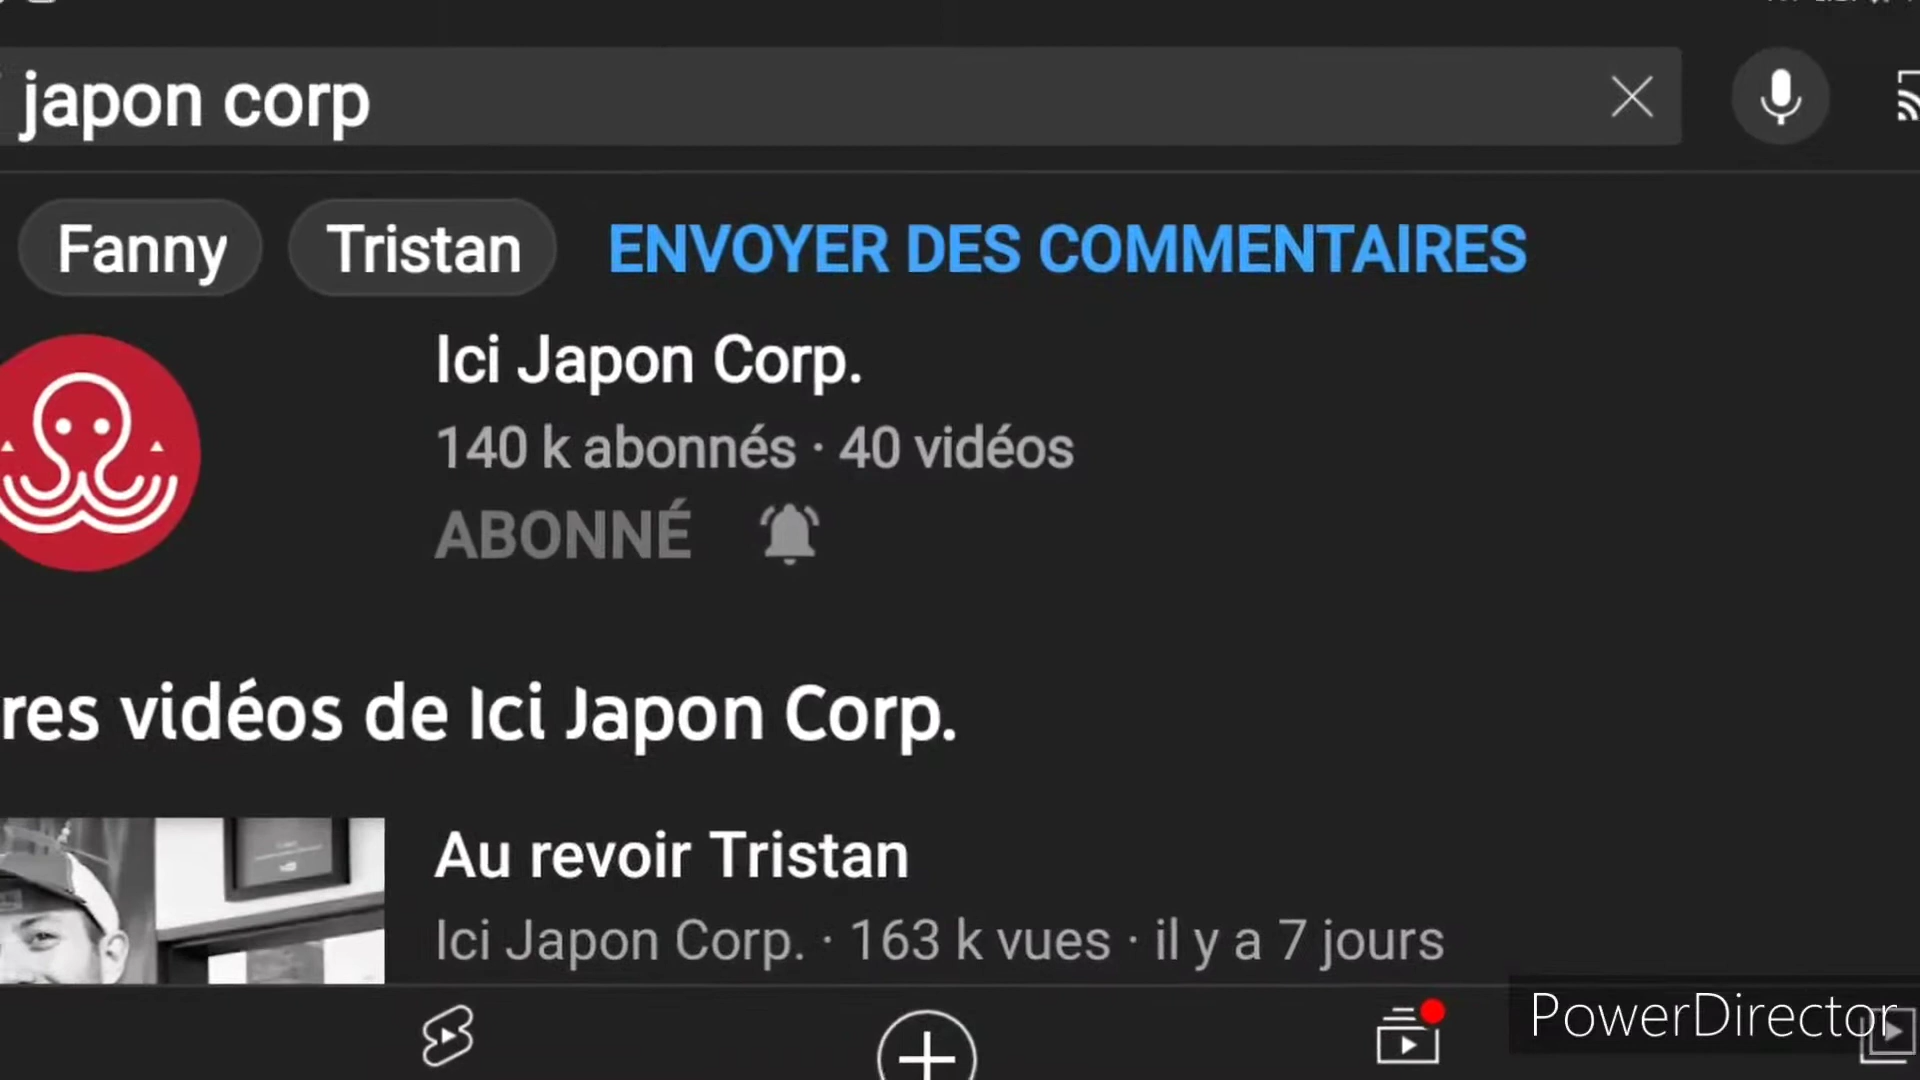 japon corp
Fanny Tristan ENVOYER DES COMMENTAIRES
Ici Japon Corp.
140 k abonnés · 40 vidéos
ABONNÉ
res vidéos de Ici Japon Corp.
Au revoir Tristan
Ici Japon Corp. · 163 k vues · il y a 7 jours
PowerDirector